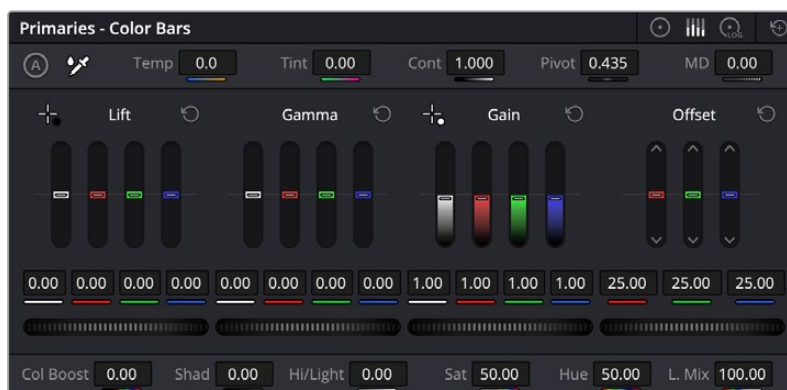 Primaries - Color Bars
LOG
A Temp 0.0 Tint 0.00 Cont 1.000 Pivot 0.435 MD 0.00
Lift Gamma Gain Offset
0.00 0.00 0.00 0.00 0.00 0.00 0.00 0.00 1.00 1.00 1.00 1.00 25.00 25.00 25.00
Col Boost 0.00 Shad 0.00 Hi/Light 0.00 Sat 50.00 Hue 50.00 L. Mix 100.00